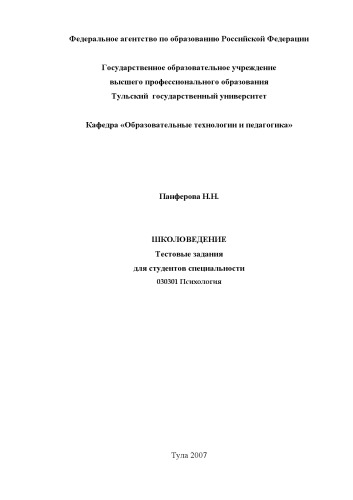 Федеральное агентство по образованию Российской Федерации
Государственное образовательное учреждение
высшего профессионального образования
Тульский государственный университет
Кафедра «Образовательные технологии и педагогика»
Панферова Н.Н.
ШКОЛОВЕДЕНИЕ
Тестовые задания
для студентов специальности
030301 Психология
Тула 2007